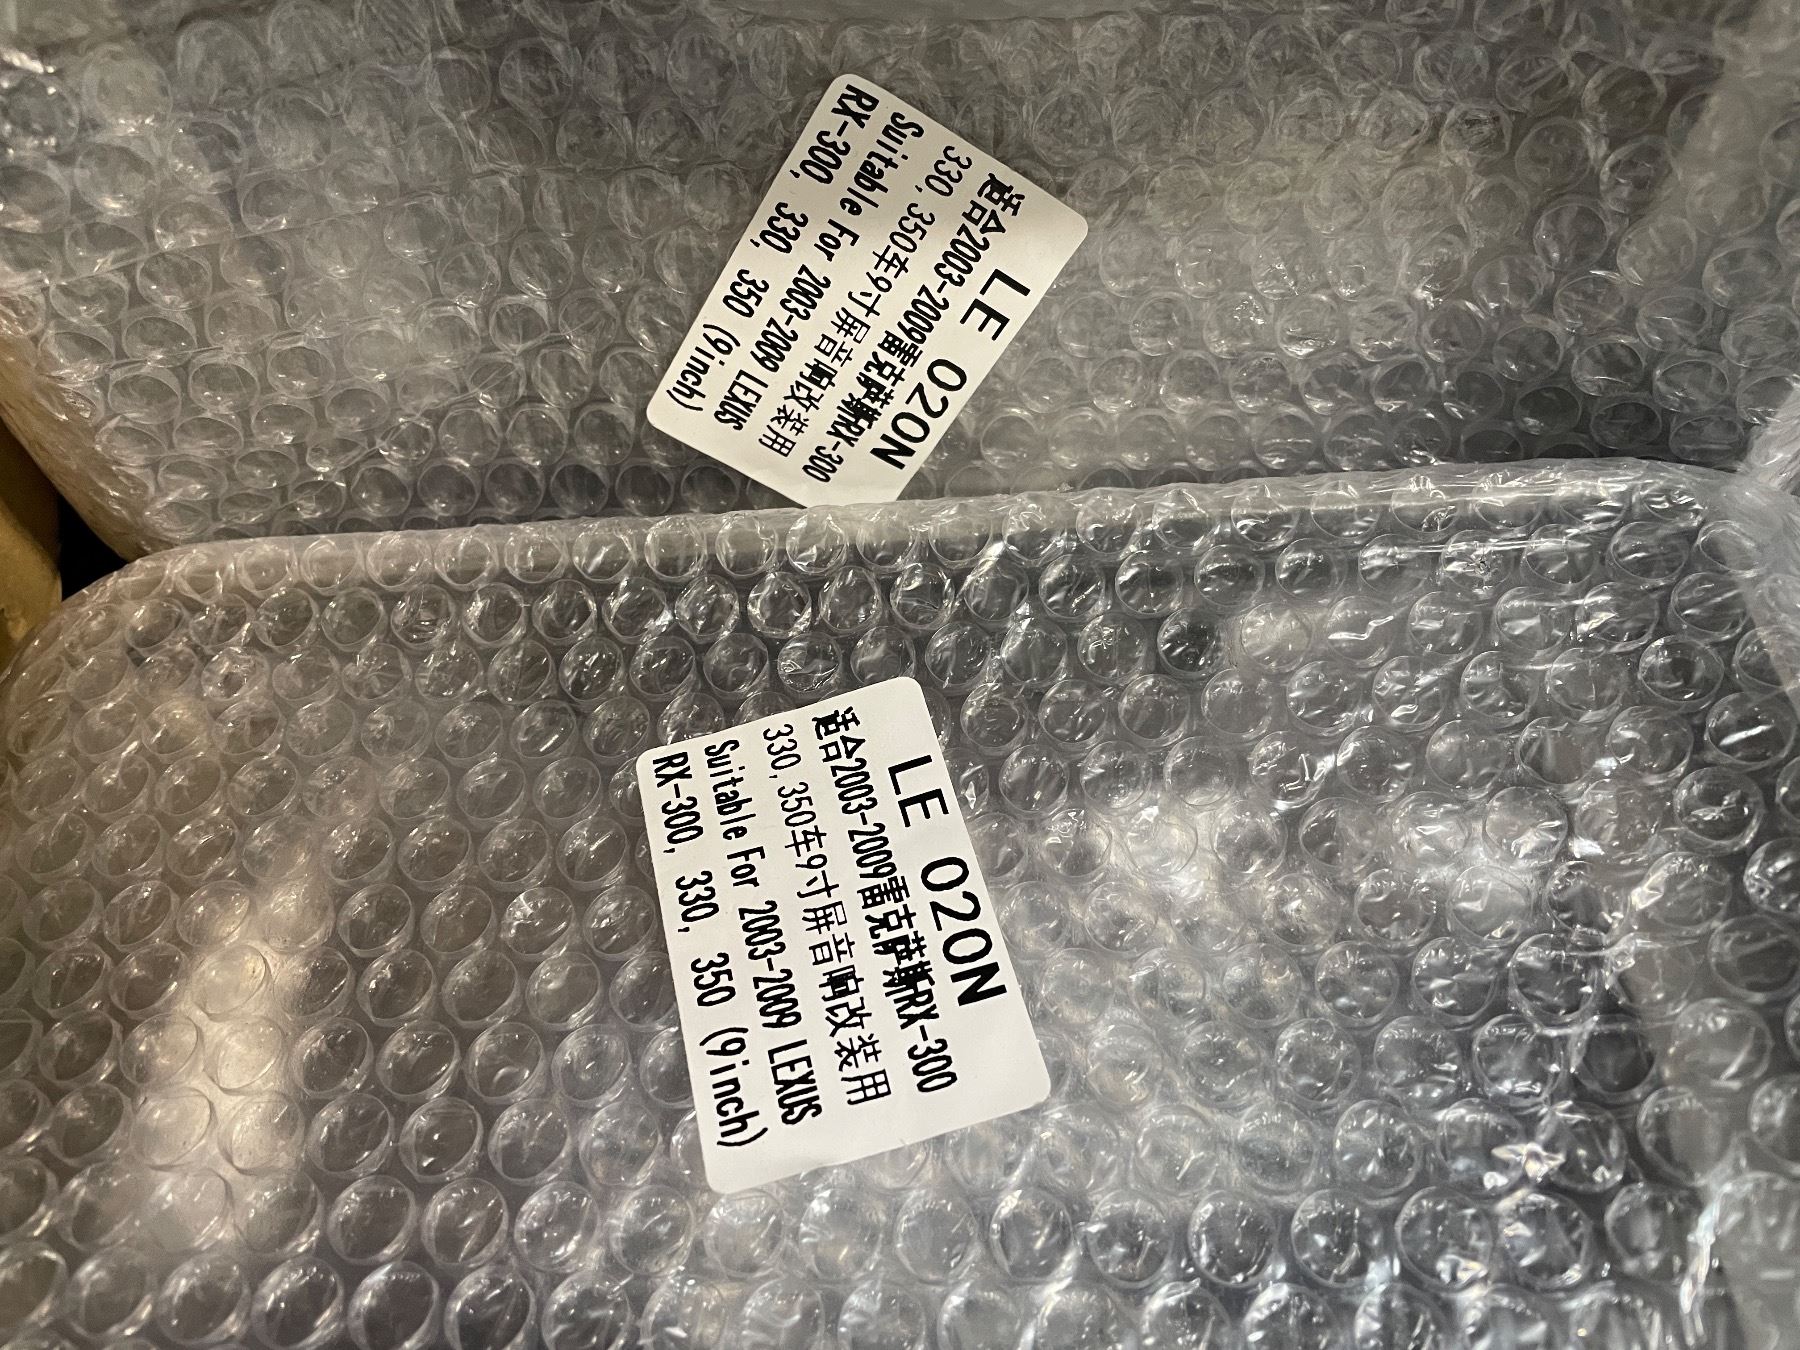 LE 020N
适合2003-2009雷克萨斯RX-300
330, 350车9寸屏音响改装用
Suitable For 2003-2009 LEXUS
RX-300, 330, 350 (9inch)
LE 020N
适合2003-2009雷克萨斯RX-300
330,350车9寸屏音响改装用
Suitable For 2003-2009 LEXUS
RX-300, 330, 350 (9inch)